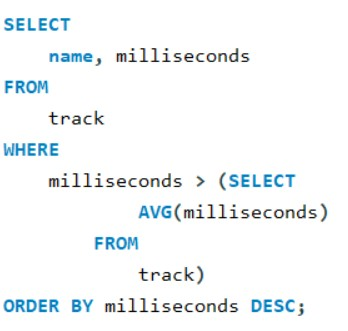 SELECT
name, milliseconds
FROM
track
WHERE
milliseconds > (SELECT
AVG(milliseconds)
FROM
track)
ORDER BY milliseconds DESC;